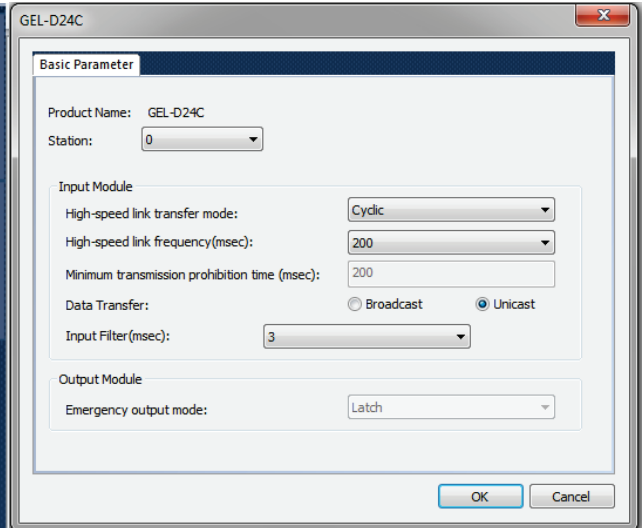 GEL-D24C
Basic Parameter
Product Name: GEL-D24C
Station: 0
Input Module
High-speed link transfer mode: Cyclic
High-speed link frequency(msec): 200
Minimum transmission prohibition time (msec): 200
Data Transfer: Broadcast Unicast
Input Filter(msec): 3
Output Module
Emergency output mode: Latch
OK Cancel